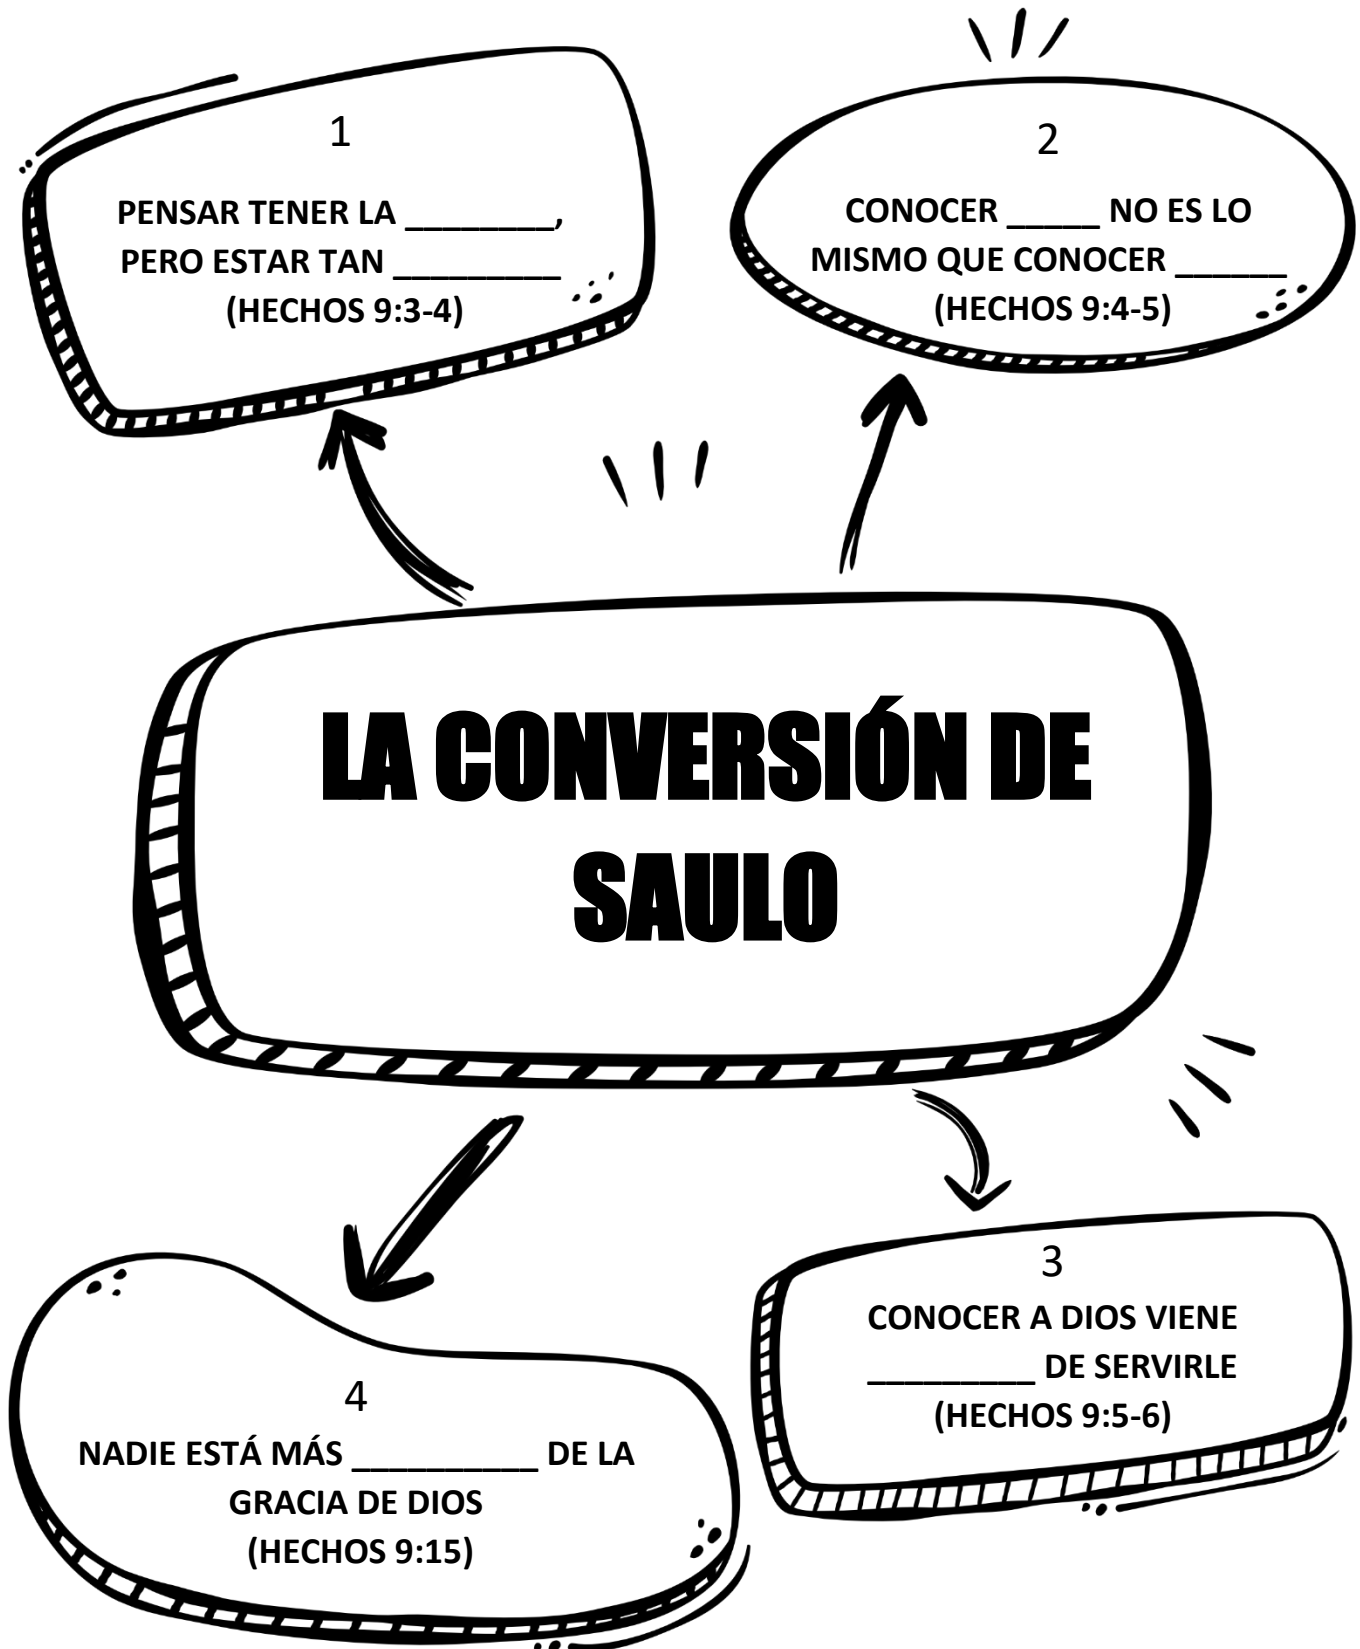 1
PENSAR TENER LA ________,
PERO ESTAR TAN _________
(HECHOS 9:3-4)
2
CONOCER _____ NO ES LO
MISMO QUE CONOCER ______
(HECHOS 9:4-5)
LA CONVERSIÓN DE
SAULO
3
CONOCER A DIOS VIENE
_________ DE SERVIRLE
(HECHOS 9:5-6)
4
NADIE ESTÁ MÁS __________ DE LA
GRACIA DE DIOS
(HECHOS 9:15)